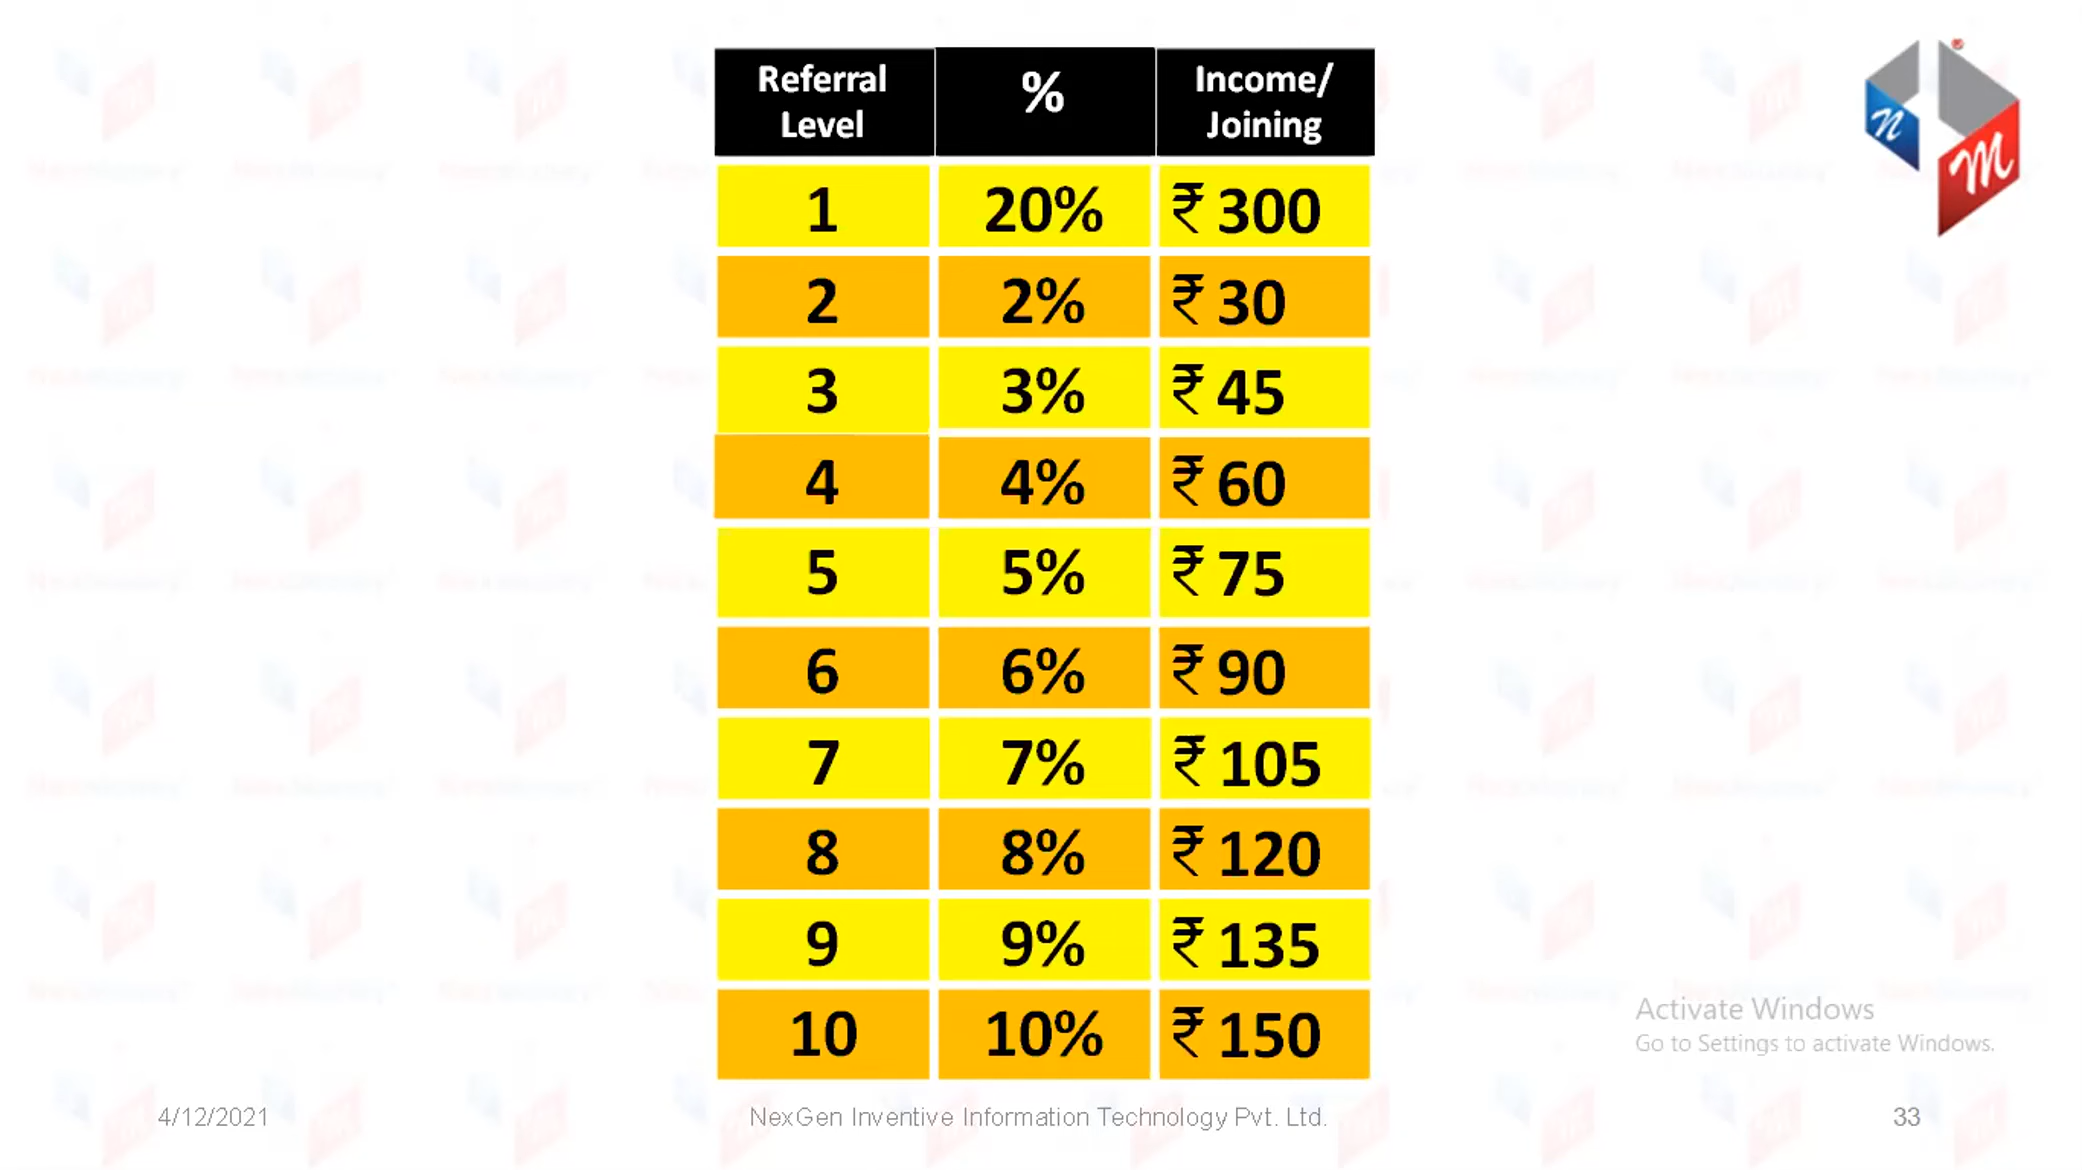 Referral Level % Income/ Joining
1 20% ₹ 300
2 2% ₹ 30
3 3% ₹ 45
4 4% ₹ 60
5 5% ₹ 75
6 6% ₹ 90
7 7% ₹ 105
8 8% ₹ 120
9 9% ₹ 135
10 10% ₹ 150
n M ®
Activate Windows
Go to Settings to activate Windows.
4/12/2021 NexGen Inventive Information Technology Pvt. Ltd. 33